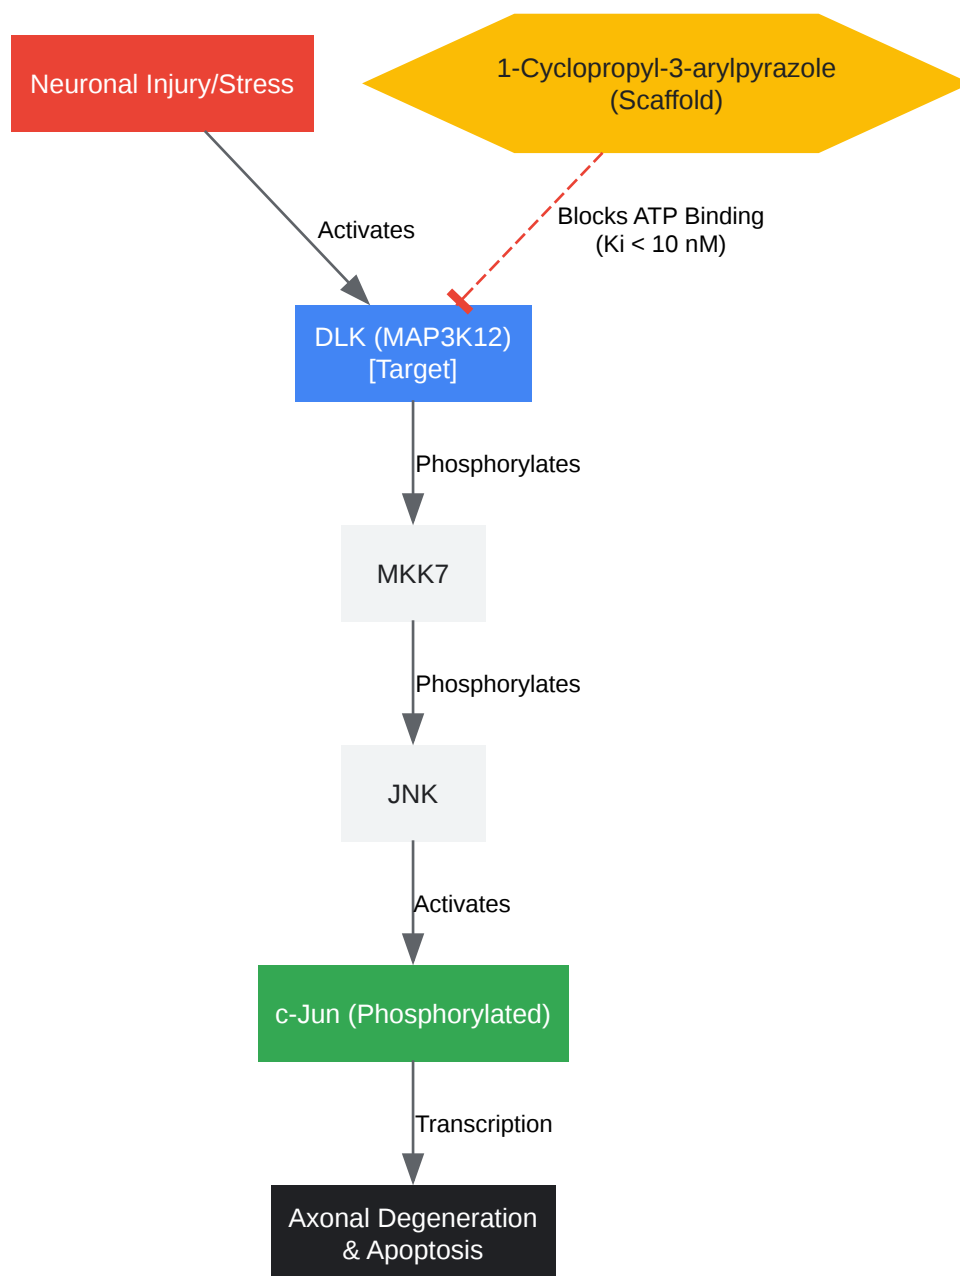 Neuronal Injury/Stress
1-Cyclopropyl-3-arylpyrazole
(Scaffold)
Activates
Blocks ATP Binding
(Ki < 10 nM)
DLK (MAP3K12)
[Target]
Phosphorylates
MKK7
Phosphorylates
JNK
Activates
c-Jun (Phosphorylated)
Transcription
Axonal Degeneration
& Apoptosis